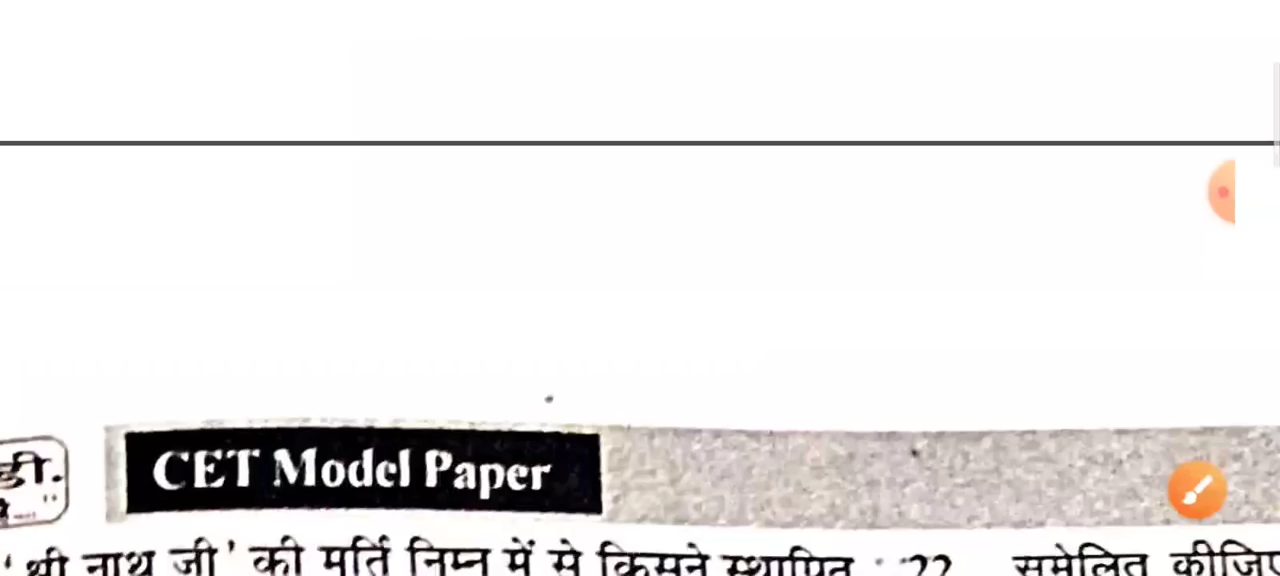 डी.
CET Model Paper
' श्री नाथ जी ' की मूर्ति निम्न में से किसने स्थापित
22. सुमेलित कीजिए